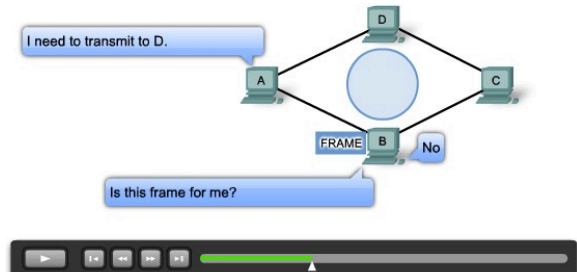 D
I need to transmit to D.
A
C
FRAME
B
No
Is this frame for me?